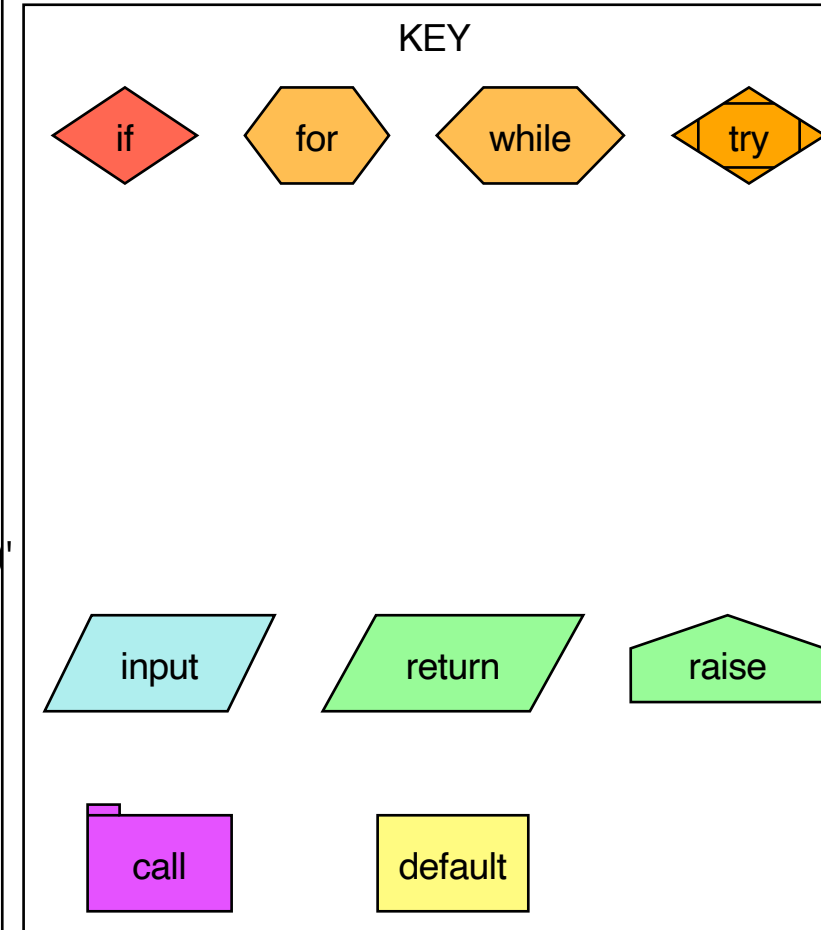 KEY
if for while try
'
input return raise
call default